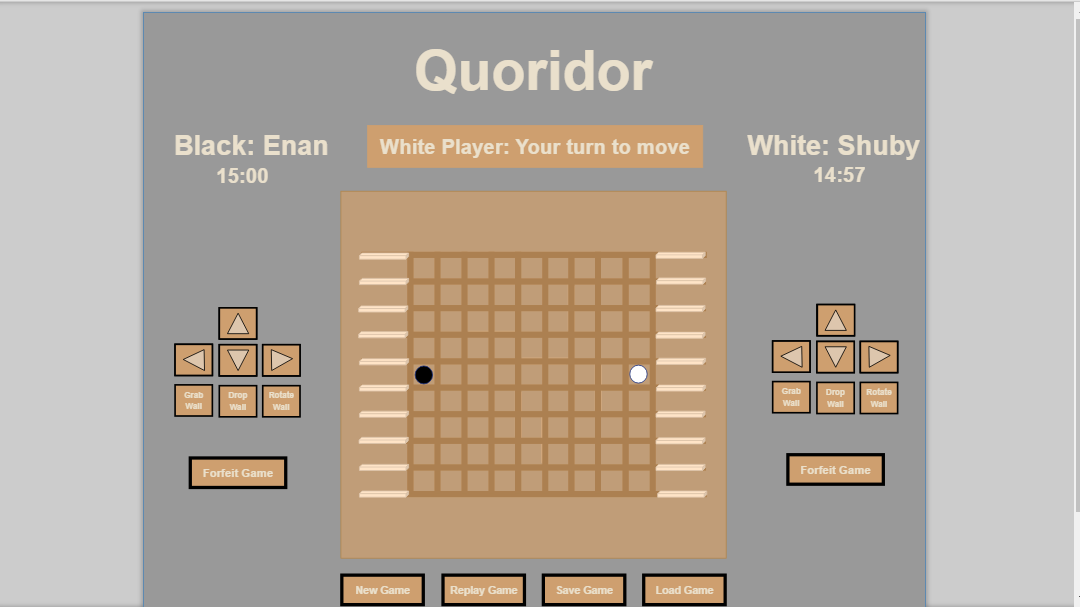 Quoridor
Black: Enan
15:00
White Player: Your turn to move
White: Shuby
14:57
Grab
Wall
Drop
Wall
Rotate
Wall
Forfeit Game
Grab
Wall
Drop
Wall
Rotate
Wall
Forfeit Game
New Game
Replay Game
Save Game
Load Game